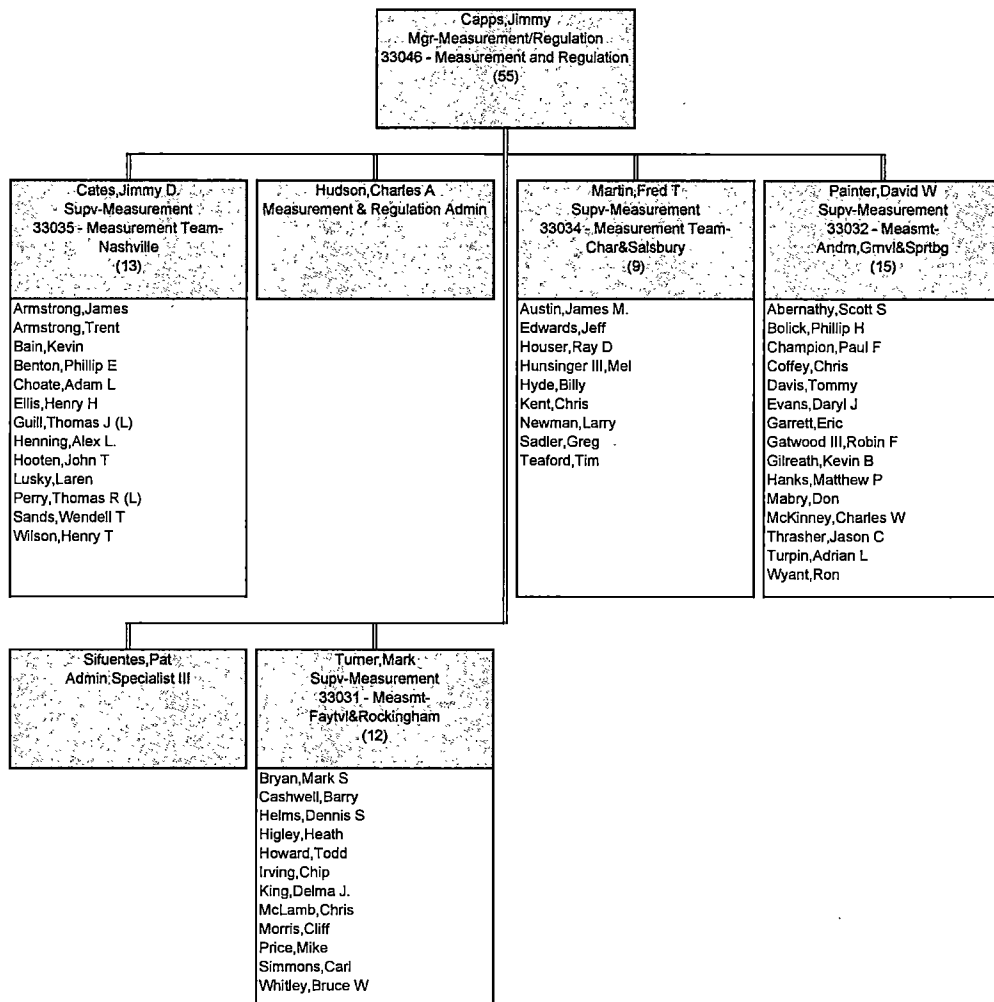 Capps,Jimmy
Mgr-Measurement/Regulation
33046 - Measurement and Regulation
(55)
Cates,Jimmy D.
Supv-Measurement
33035 - Measurement Team-
Nashville
(13)
Armstrong,James
Armstrong,Trent
Bain,Kevin
Benton,Phillip E
Choate,Adam L
Ellis,Henry H
Guill,Thomas J (L)
Henning,Alex L.
Hooten,John T
Lusky,Laren
Perry,Thomas R (L)
Sands,Wendell T
Wilson,Henry T
Hudson,Charles A
Measurement & Regulation Admin
Martin,Fred T
Supv-Measurement
33034 - Measurement Team-
Char&Salsbury
(9)
Austin,James M.
Edwards,Jeff
Houser,Ray D
Hunsinger III,Mel
Hyde,Billy
Kent,Chris
Newman,Larry
Sadler,Greg
Teaford,Tim
Painter,David W
Supv-Measurement
33032 - Measmt-
Andrn,Grnvl&Sprtbg
(15)
Abernathy,Scott S
Bolick,Phillip H
Champion,Paul F
Coffey,Chris
Davis,Tommy
Evans,Daryl J
Garrett,Eric
Gatwood III,Robin F
Gilreath,Kevin B
Hanks,Matthew P
Mabry,Don
McKinney,Charles W
Thrasher,Jason C
Turpin,Adrian L
Wyant,Ron
Sifuentes,Pat
Admin Specialist III
Turner,Mark
Supv-Measurement
33031 - Measmt-
Faytvl&Rockingham
(12)
Bryan,Mark S
Cashwell,Barry
Helms,Dennis S
Higley,Heath
Howard,Todd
Irving,Chip
King,Delma J.
McLamb,Chris
Morris,Cliff
Price,Mike
Simmons,Carl
Whitley,Bruce W